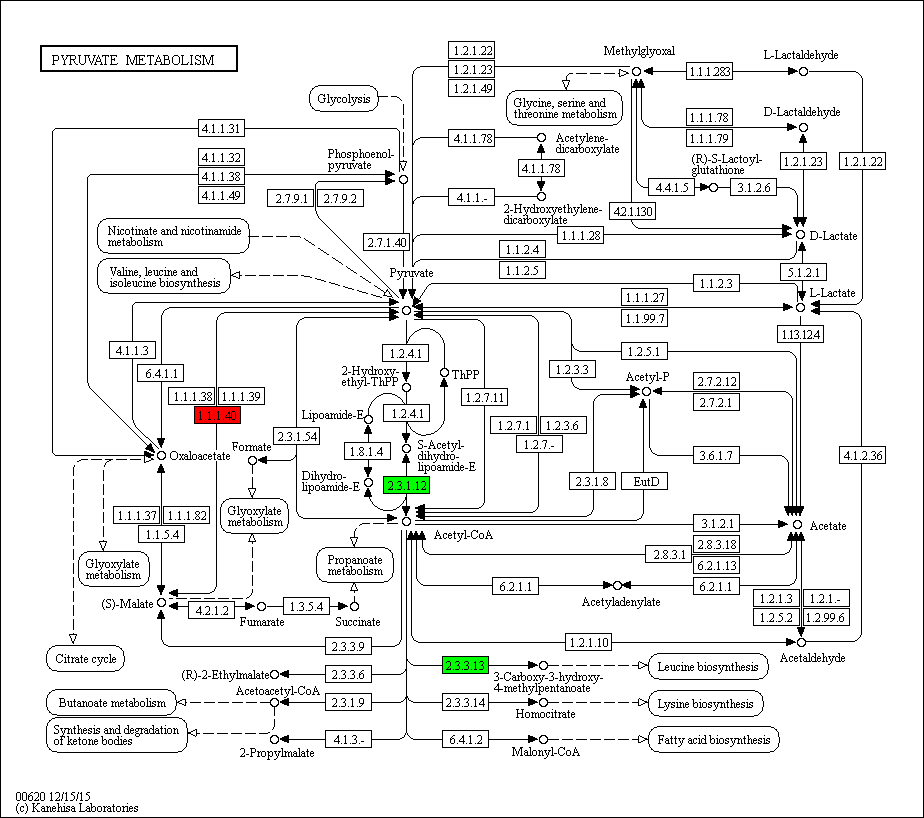 PYRUVATE METABOLISM
1.2.1.22
1.2.1.23
1.2.1.49
Methylglyoxal
1.1.1.283
L-Lactaldehyde
Glycolysis
Glycine, serine and
threonine metabolism
1.1.1.78
1.1.1.79
D-Lactaldehyde
4.1.1.31
4.1.1.32
4.1.1.38
4.1.1.49
Phosphoenol-
pyruvate
4.1.1.78
Acetylene-
dicarboxylate
4.1.1.78
(R)-S-Lactoyl-
glutathione
1.2.1.23
1.2.1.22
2.7.9.1
2.7.9.2
4.1.1.-
4.4.1.5
3.1.2.6
2-Hydroxyethylene-
dicarboxylate
4.2.1.130
Nicotinate and nicotinamide
metabolism
2.7.1.40
1.1.1.28
D-Lactate
1.1.2.4
1.1.2.5
Valine, leucine and
isoleucine biosynthesis
Pyruvate
5.1.2.1
1.1.2.3
L-Lactate
1.1.1.27
1.1.99.7
1.13.12.4
4.1.1.3
1.2.4.1
1.2.5.1
6.4.1.1
2-Hydroxy-
ethyl-ThPP
ThPP
1.2.3.3
Acetyl-P
2.7.2.12
2.7.2.1
1.1.1.38
1.1.1.39
1.1.1.40
1.2.7.11
Lipoamide-E
1.2.4.1
1.2.7.1
1.2.3.6
1.2.7.-
2.3.1.54
Formate
1.8.1.4
S-Acetyl-
dihydro-
lipoamide-E
Oxaloacetate
3.6.1.7
4.1.2.36
Dihydro-
lipoamide-E
2.3.1.12
2.3.1.8
EutD
1.1.1.37
1.1.1.82
1.1.5.4
Glyoxylate
metabolism
Acetyl-CoA
3.1.2.1
Acetate
2.8.3.18
2.8.3.1
6.2.1.13
Glyoxylate
metabolism
Propanoate
metabolism
6.2.1.1
6.2.1.1
Acetyladenylate
(S)-Malate
4.2.1.2
Fumarate
1.3.5.4
Succinate
1.2.1.3
1.2.1.-
1.2.5.2
1.2.99.6
1.2.1.10
Acetaldehyde
2.3.3.9
Citrate cycle
(R)-2-Ethylmalate
2.3.3.6
2.3.3.13
3-Carboxy-3-hydroxy-
4-methylpentanoate
Leucine biosynthesis
Acetoacetyl-CoA
Butanoate metabolism
2.3.1.9
2.3.3.14
Homocitrate
Lysine biosynthesis
Synthesis and degradation
of ketone bodies
2-Propylmalate
4.1.3.-
6.4.1.2
Malonyl-CoA
Fatty acid biosynthesis
00620 12/15/15
(c) Kanehisa Laboratories